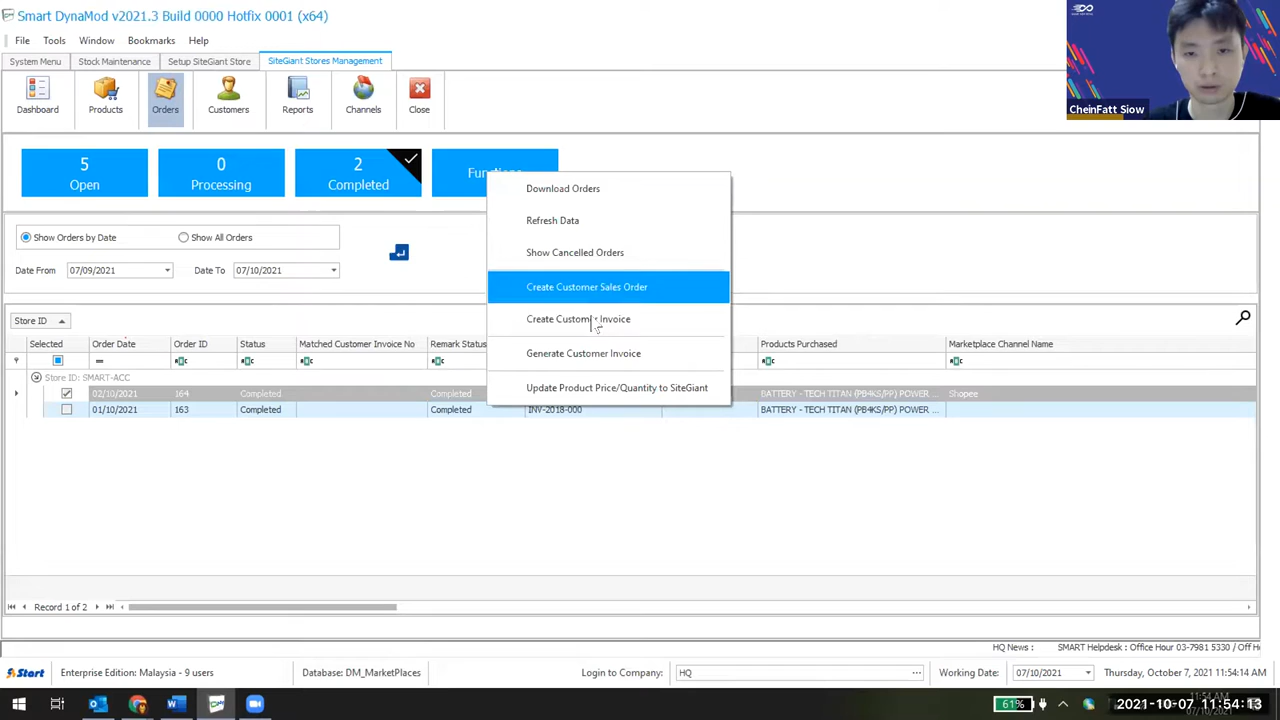 Smart DynaMod v2021.3 Build 0000 Hotfix 0001 (x64)
File Tools Window Bookmarks Help
System Menu Stock Maintenance Setup SiteGiant Store SiteGiant Stores Management
Dashboard Products Orders Customers Reports Channels Close
CheinFatt Siow
5 Open
0 Processing
2 Completed
Download Orders
Refresh Data
Show Cancelled Orders
Create Customer Sales Order
Create Customer Invoice
Generate Customer Invoice
Update Product Price/Quantity to SiteGiant
Show Orders by Date Show All Orders
Date From 07/09/2021 Date To 07/10/2021
Store ID
Selected Order Date Order ID Status Matched Customer Invoice No Remark Status Products Purchased Marketplace Channel Name
Store ID: SMART-ACC
02/10/2021 164 Completed Completed BATTERY - TECH TITAN (PB4KS/PP) POWER ... Shopee
01/10/2021 163 Completed Completed INV-2018-000 BATTERY - TECH TITAN (PB4KS/PP) POWER ...
Record 1 of 2
HQ News : SMART Helpdesk : Office Hour 03-7981 5330 / Off Ho
Start Enterprise Edition: Malaysia - 9 users Database:DM_MarketPlaces Login to Company: HQ Working Date: 07/10/2021 Thursday, October 7, 2021 11:54:14 AM
61% 2021-10-07 11:54:13